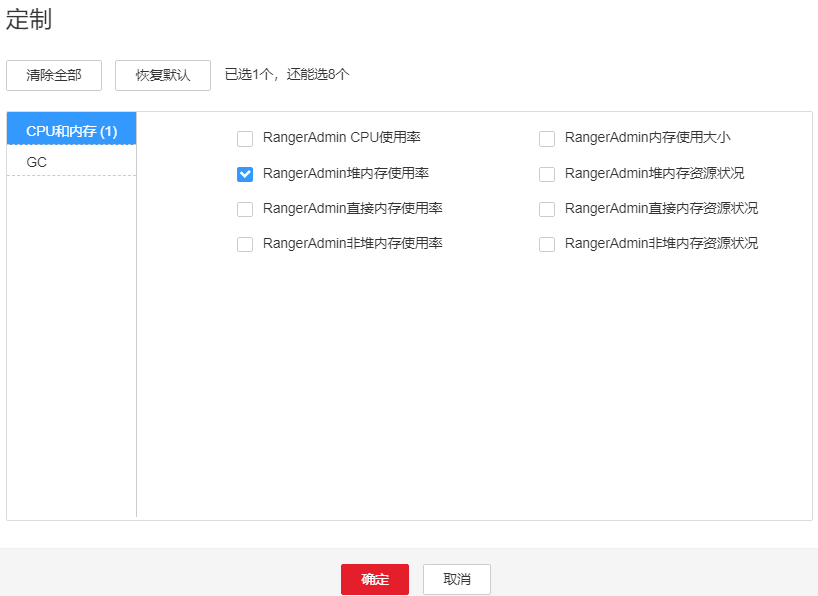 定制
清除全部 恢复默认 已选1个，还能选8个
CPU和内存 (1)
GC
RangerAdmin CPU使用率 RangerAdmin内存使用大小
RangerAdmin堆内存使用率 RangerAdmin堆内存资源状况
RangerAdmin直接内存使用率 RangerAdmin直接内存资源状况
RangerAdmin非堆内存使用率 RangerAdmin非堆内存资源状况
确定 取消